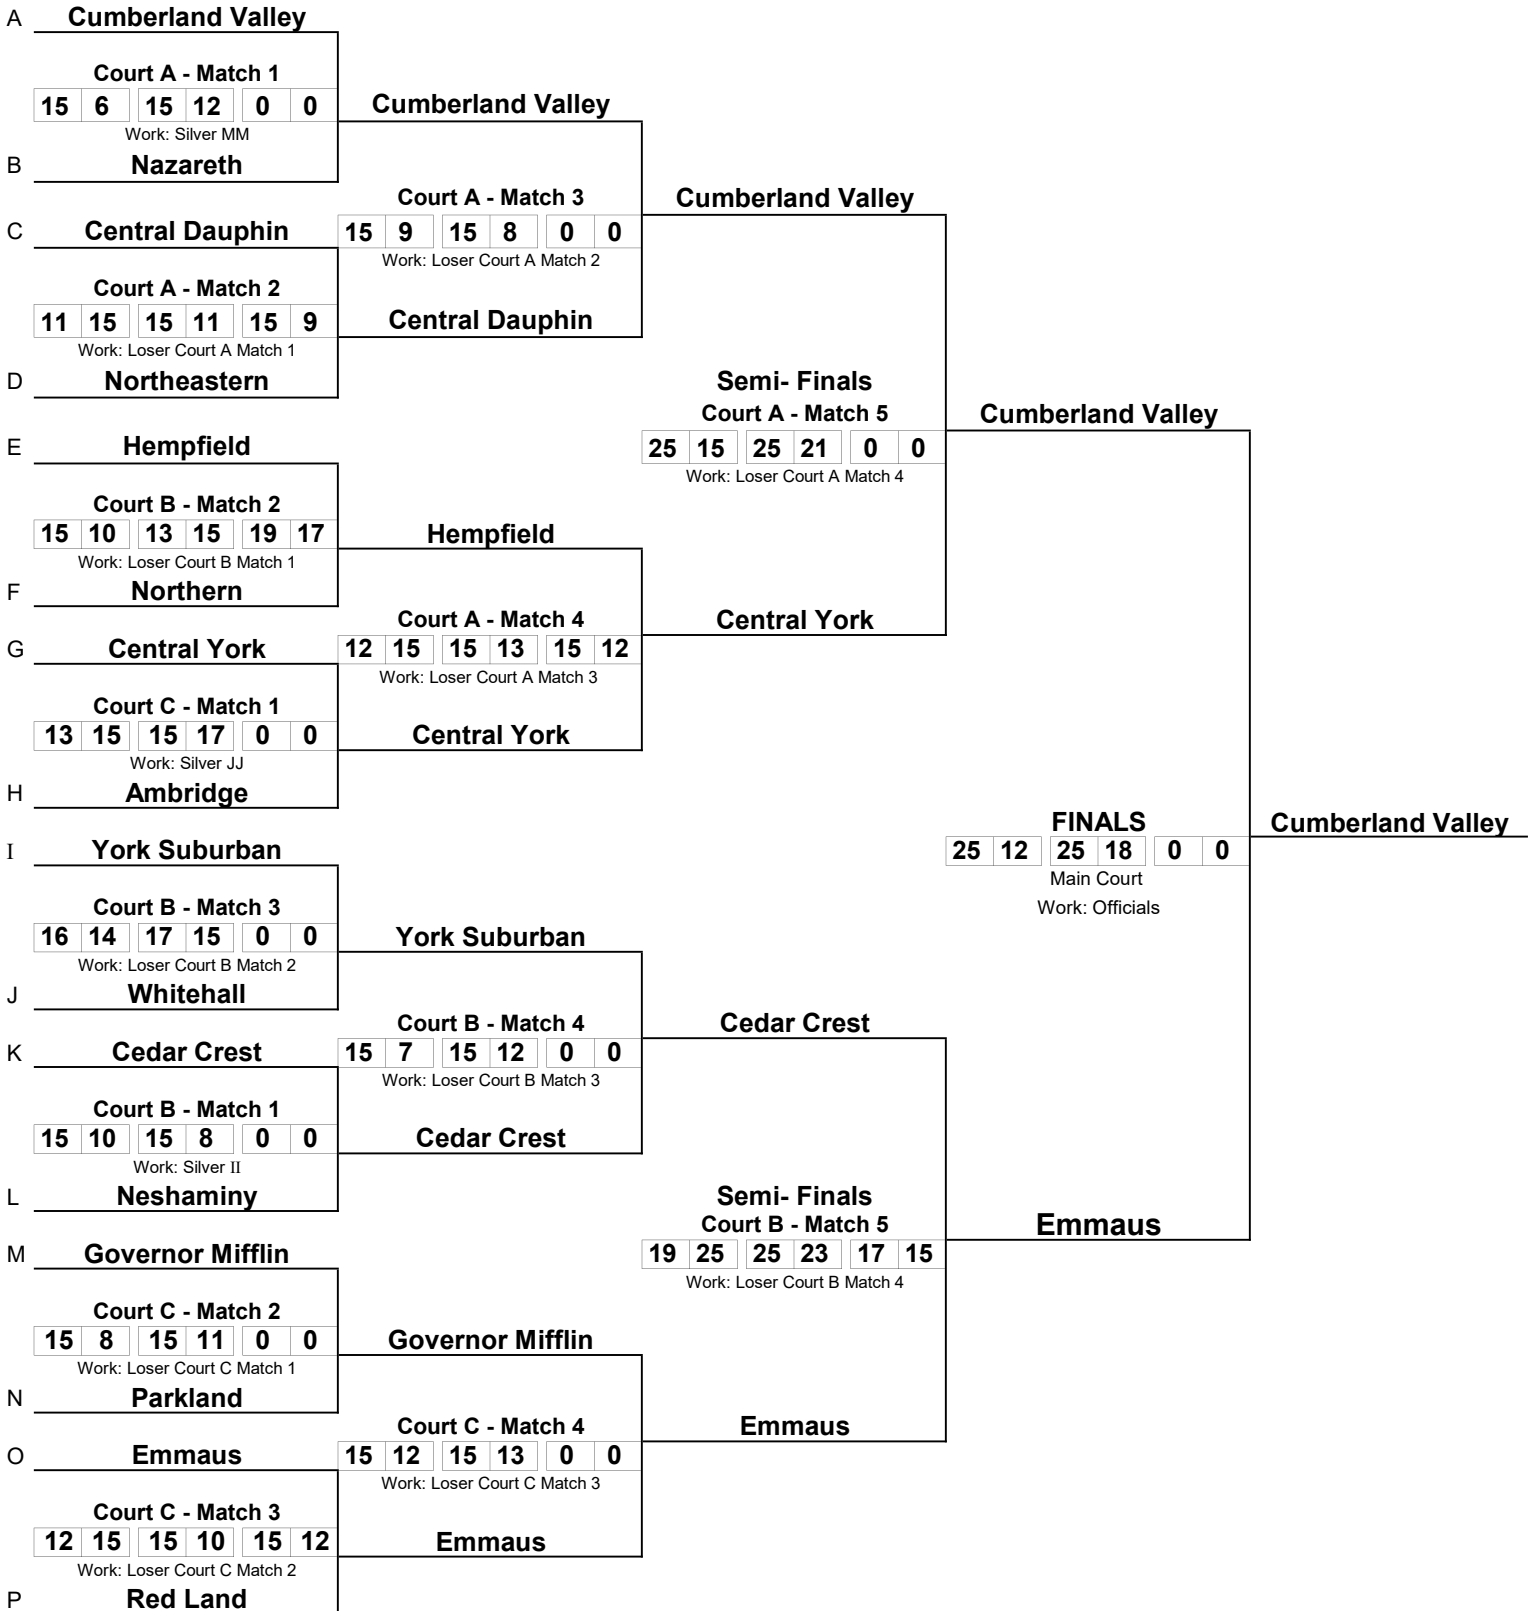 A Cumberland Valley
Court A - Match 1
15 6 15 12 0 0 Cumberland Valley
Work: Silver MM
B Nazareth
Court A - Match 3 Cumberland Valley
C Central Dauphin 15 9 15 8 0 0
Work: Loser Court A Match 2
Court A - Match 2
11 15 15 11 15 9 Central Dauphin
Work: Loser Court A Match 1
D Northeastern Semi- Finals
Court A - Match 5 Cumberland Valley
E Hempfield 25 15 25 21 0 0
Work: Loser Court A Match 4
Court B - Match 2
15 10 13 15 19 17 Hempfield
Work: Loser Court B Match 1
F Northern
Court A - Match 4 Central York
G Central York 12 15 15 13 15 12
Work: Loser Court A Match 3
Court C - Match 1
13 15 15 17 0 0 Central York
Work: Silver JJ
H Ambridge
FINALS Cumberland Valley
I York Suburban 25 12 25 18 0 0
Main Court
Court B - Match 3 Work: Officials
16 14 17 15 0 0 York Suburban
Work: Loser Court B Match 2
J Whitehall
Court B - Match 4 Cedar Crest
K Cedar Crest 15 7 15 12 0 0
Work: Loser Court B Match 3
Court B - Match 1
15 10 15 8 0 0 Cedar Crest
Work: Silver II
L Neshaminy Semi- Finals
Court B - Match 5 Emmaus
M Governor Mifflin 19 25 25 23 17 15
Work: Loser Court B Match 4
Court C - Match 2
15 8 15 11 0 0 Governor Mifflin
Work: Loser Court C Match 1
N Parkland
Court C - Match 4 Emmaus
O Emmaus 15 12 15 13 0 0
Work: Loser Court C Match 3
Court C - Match 3
12 15 15 10 15 12 Emmaus
Work: Loser Court C Match 2
P Red Land